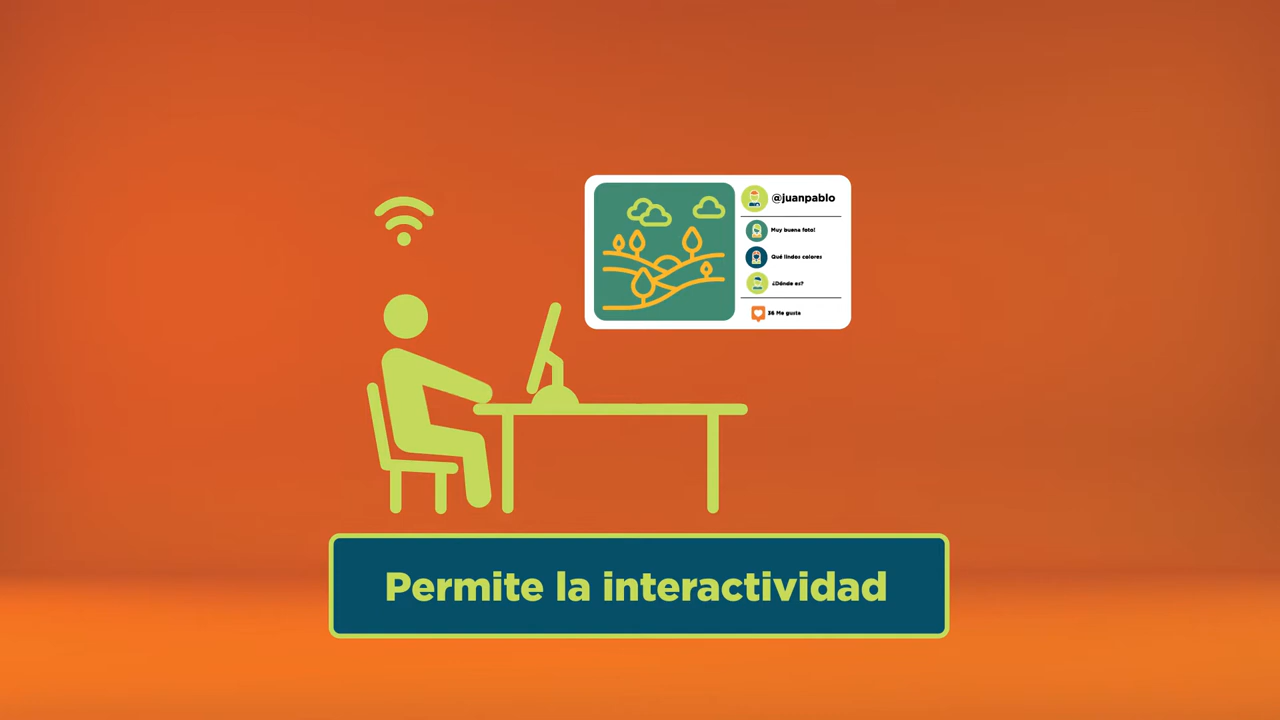 @juanpablo
Muy buena foto!
Qué lindos colores
¿Dónde es?
36 Me gusta
Permite la interactividad